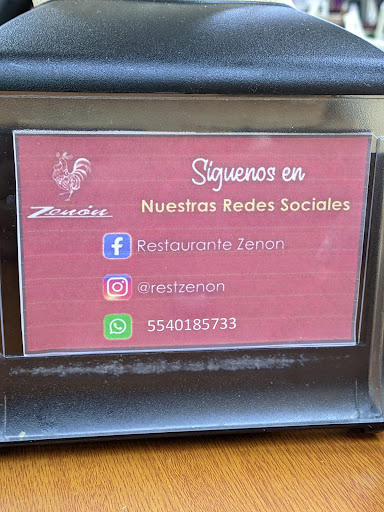 Síguenos en
Zenón
Nuestras Redes Sociales
Restaurante Zenon
@restzenon
5540185733